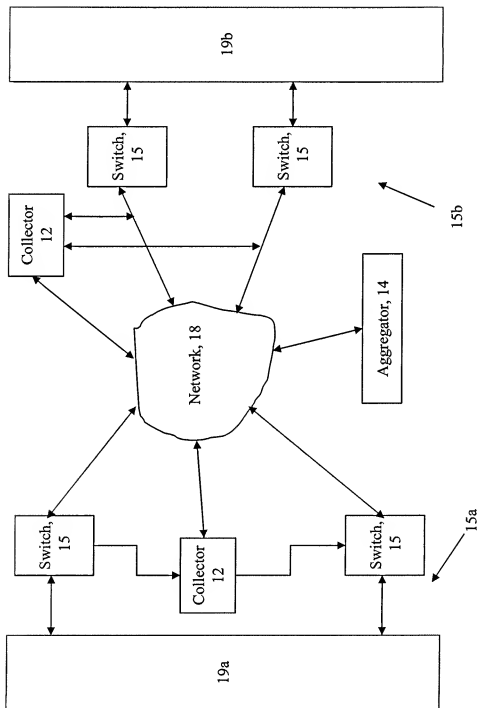 19a
15a
Switch,
15
Collector
12
Switch,
15
Network, 18
Aggregator, 14
Collector
12
15b
Switch,
15
Switch,
15
19b